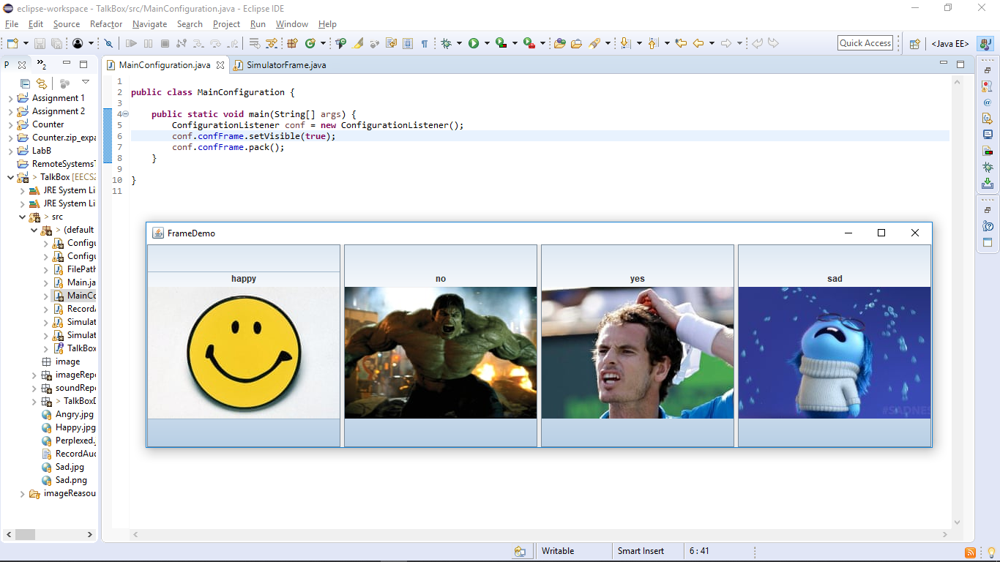 eclipse-workspace - TalkBox/src/MainConfiguration.java - Eclipse IDE
File Edit Source Refactor Navigate Search Project Run Window Help
Quick Access
<Java EE>
P
»2
MainConfiguration.java
SimulatorFrame.java
Assignment 1
Assignment 2
Counter
Counter.zip_expa
LabB
RemoteSystems
> TalkBox [EECS2
JRE System Li
JRE System Li
> src
> (default
Configu
Configu
FilePath
Main.ja
MainCo
Record
Simulat
Simulat
TalkBox
image
imageRepo
soundRepo
> TalkBoxD
Angry.jpg
Happy.jpg
Perplexed.
RecordAud
Sad.jpg
Sad.png
imageResou
1
2 public class MainConfiguration {
3
4 public static void main(String[] args) {
5 ConfigurationListener conf = new ConfigurationListener();
6 conf.confFrame.setVisible(true);
7 conf.confFrame.pack();
8 }
9
10 }
11
FrameDemo
happy
no
yes
sad
#SADNES
Writable
Smart Insert
6 : 41